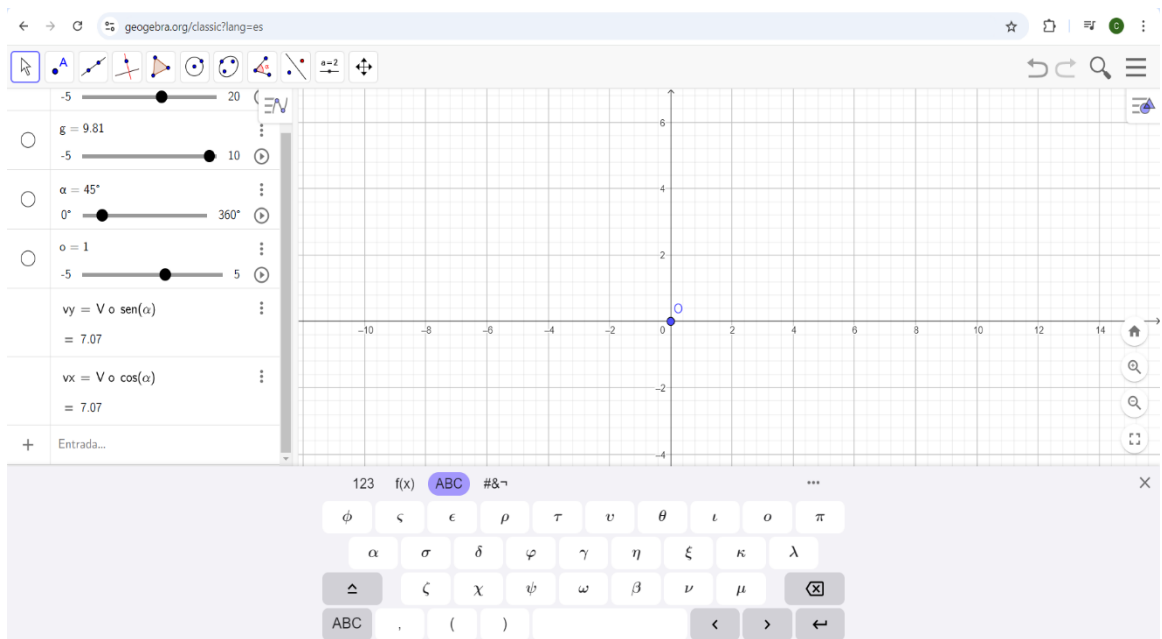 geogebra.org/classic?lang=es
C
A
α
a=2
-5 20
g = 9.81
-5 10
α = 45°
0° 360°
o = 1
-5 5
vy = V o sen(α)
= 7.07
vx = V o cos(α)
= 7.07
+ Entrada...
6
4
2
O
-10 -8 -6 -4 -2 0 2 4 6 8 10 12 14
-2
-4
123 f(x) ABC #&¬ ...
ϕ ς ϵ ρ τ υ θ ι ο π
α σ δ φ γ η ξ κ λ
ζ χ ψ ω β ν μ
ABC , ( ) < >